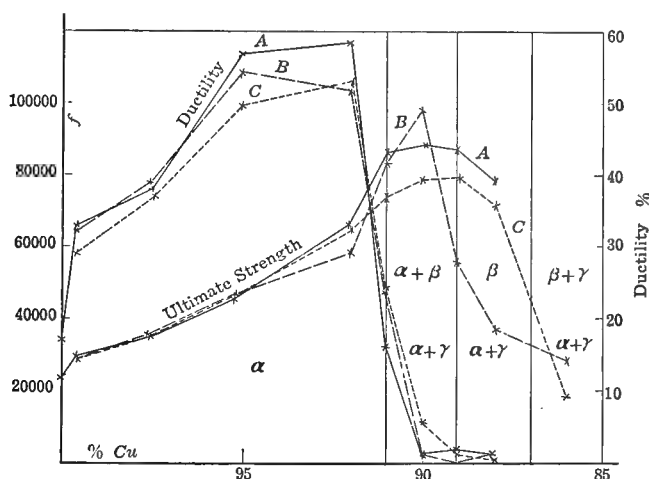 A
B
C
Ductility
f
100000
80000
60000
40000
20000
Ultimate Strength
B
A
C
α + β
β
β + γ
α + γ
α + γ
α + γ
α
60
50
40
30
20
10
Ductility %
% Cu
95
90
85